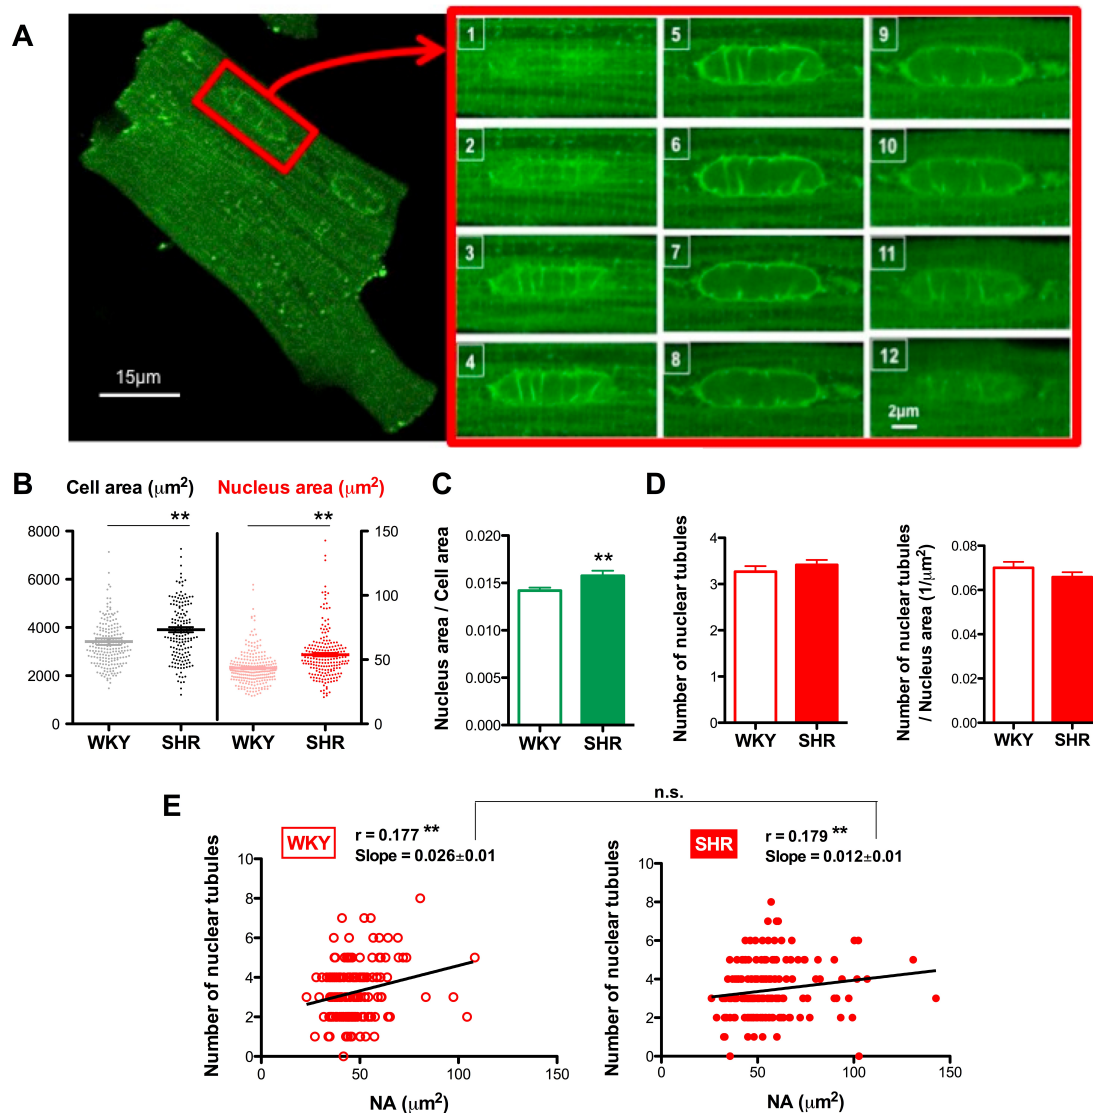 A
1
5
9
2
6
10
3
7
11
4
8
12
15μm
2μm
B
Cell area (μm²)
Nucleus area (μm²)
**
**
8000
6000
4000
2000
0
150
100
50
0
WKY
SHR
WKY
SHR
C
Nucleus area / Cell area
0.020
0.015
0.010
0.005
0.000
**
WKY
SHR
D
Number of nuclear tubules
4
3
2
1
0
WKY
SHR
Number of nuclear tubules
/ Nucleus area (1/μm²)
0.08
0.06
0.04
0.02
0.00
WKY
SHR
E
n.s.
WKY
r = 0.177 **
Slope = 0.026±0.01
Number of nuclear tubules
10
8
6
4
2
0
0
50
100
150
NA (μm²)
SHR
r = 0.179 **
Slope = 0.012±0.01
Number of nuclear tubules
10
8
6
4
2
0
0
50
100
150
NA (μm²)